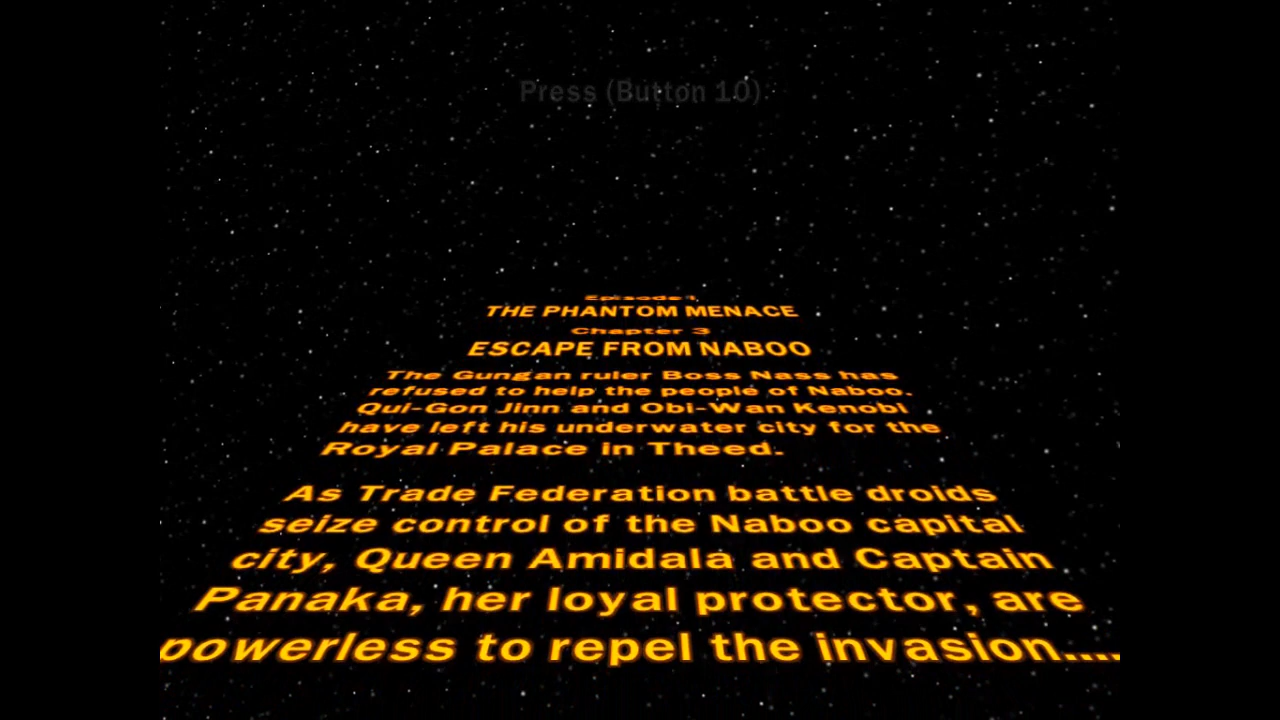 Press (Button 10)
Episode 1,
THE PHANTOM MENACE
Chapter 3
ESCAPE FROM NABOO
The Gungan ruler Boss Nass has
refused to help the people of Naboo.
Qui-Gon Jinn and Obi-Wan Kenobi
have left his underwater city for the
Royal Palace in Theed.
As Trade Federation battle droids
seize control of the Naboo capital
city, Queen Amidala and Captain
Panaka, her loyal protector, are
powerless to repel the invasion....